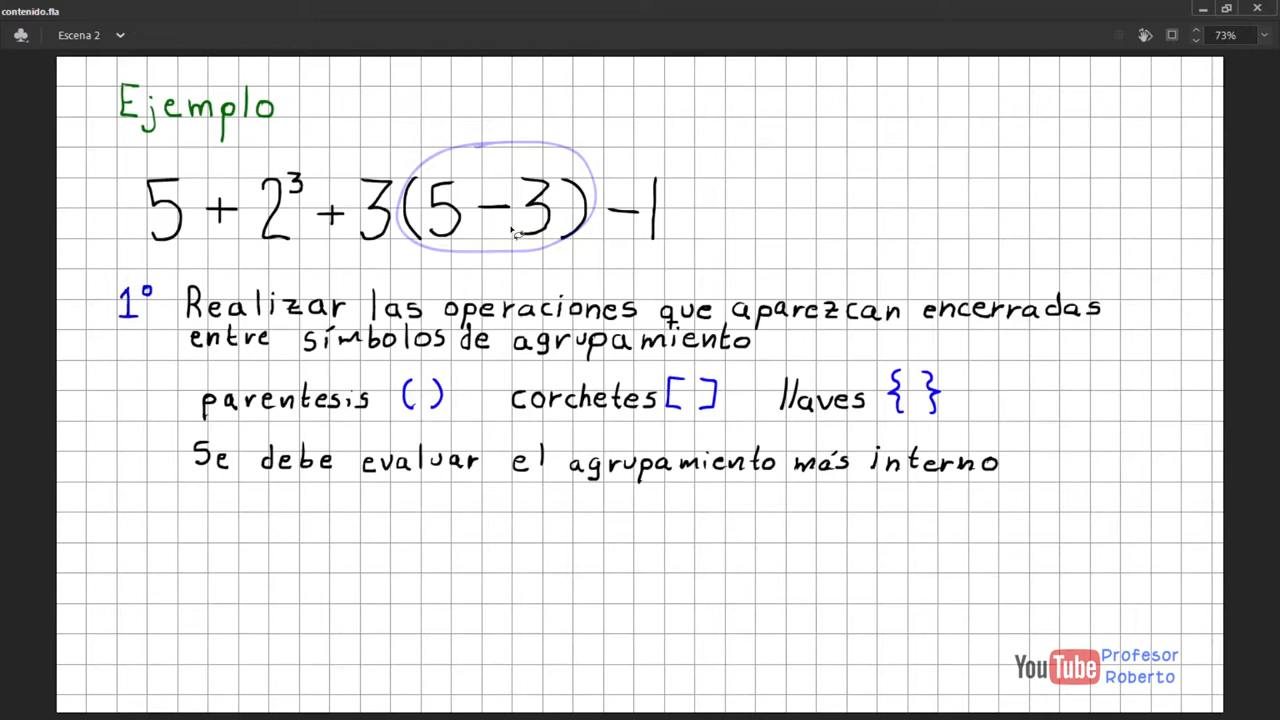 contenido.fla
Escena 2
73%
Ejemplo
5 + 2³ + 3(5-3) -1
1° Realizar las operaciones que aparezcan encerradas
entre símbolos de agrupamiento
parentesis () corchetes [] llaves { }
Se debe evaluar el agrupamiento más interno
YouTube Profesor
Roberto